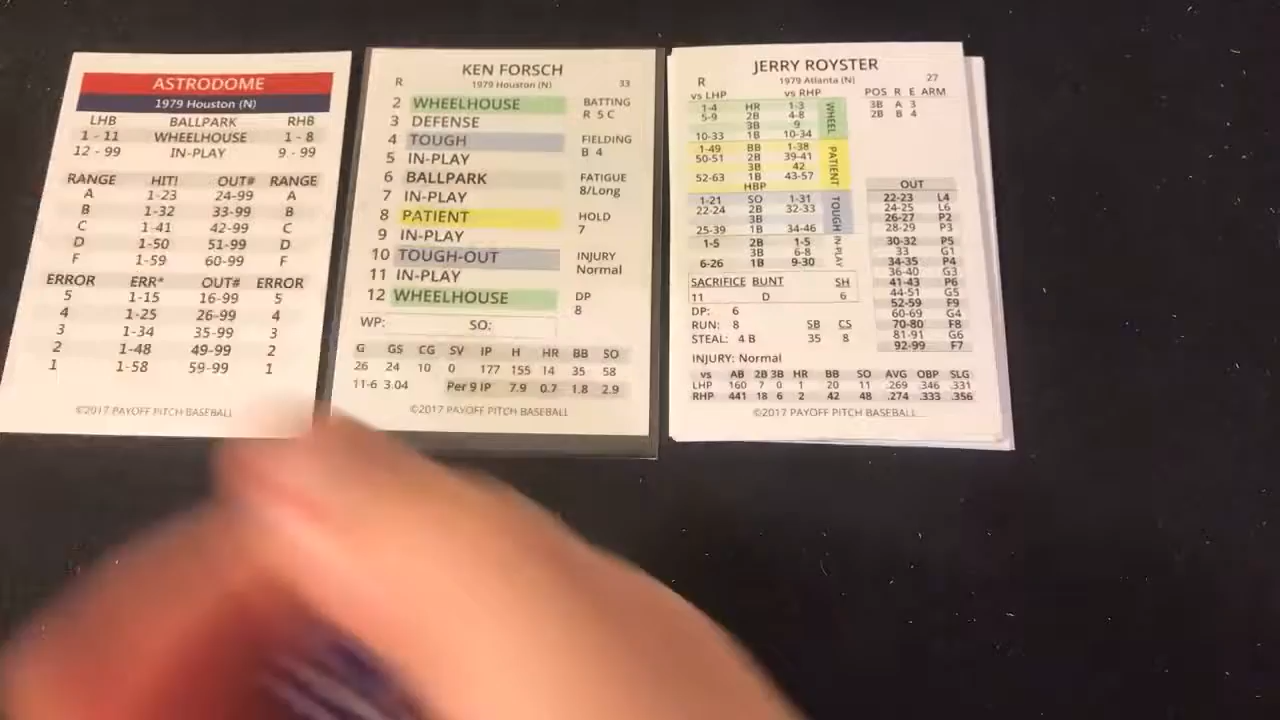 ASTRODOME
1979 Houston (N)
LHB BALLPARK RHB
1 - 11 WHEELHOUSE 1 - 8
12 - 99 IN-PLAY 9 - 99
RANGE HIT! OUT# RANGE
A 1-23 24-99 A
B 1-32 33-99 B
C 1-41 42-99 C
D 1-50 51-99 D
F 1-59 60-99 F
ERROR ERR* OUT# ERROR
5 1-15 16-99 5
4 1-25 26-99 4
3 1-34 35-99 3
2 1-48 49-99 2
1 1-58 59-99 1
©2017 PAYOFF PITCH BASEBALL
KEN FORSCH
R 1979 Houston (N) 33
2 WHEELHOUSE
3 DEFENSE
4 TOUGH
5 IN-PLAY
6 BALLPARK
7 IN-PLAY
8 PATIENT
9 IN-PLAY
10 TOUGH-OUT
11 IN-PLAY
12 WHEELHOUSE
BATTING
R 5 C
FIELDING
B 4
FATIGUE
8/Long
HOLD
7
INJURY
Normal
DP
8
WP: SO:
G GS CG SV IP H HR BB SO
26 24 10 0 177 155 14 35 58
11-6 3.04 Per 9 IP 7.9 0.7 1.8 2.9
©2017 PAYOFF PITCH BASEBALL
JERRY ROYSTER
R 1979 Atlanta (N) 27
vs LHP vs RHP
1-4 HR 1-3
5-9 2B 4-8
3B 9
10-33 1B 10-34
WHEEL
1-49 BB 1-38
50-51 2B 39-41
3B 42
52-63 1B 43-57
HBP
PATIENT
1-21 SO 1-31
22-24 2B 32-33
3B
25-39 1B 34-46
TOUGH
1-5 2B 1-5
3B 6-8
6-26 1B 9-30
IN PLAY
POS R E ARM
3B A 3
2B B 4
OUT
22-23 L4
24-25 L6
26-27 P2
28-29 P3
30-32 P5
33 G1
34-35 P4
36-40 G3
41-43 P6
44-51 G5
52-59 F9
60-69 G4
70-80 F8
81-91 G6
92-99 F7
SACRIFICE BUNT SH
11 D 6
DP: 6
RUN: 8 SB CS
STEAL: 4 B 35 8
INJURY: Normal
vs AB 2B 3B HR BB SO AVG OBP SLG
LHP 160 7 0 1 20 11 .269 .346 .331
RHP 441 18 6 2 42 48 .274 .333 .356
©2017 PAYOFF PITCH BASEBALL